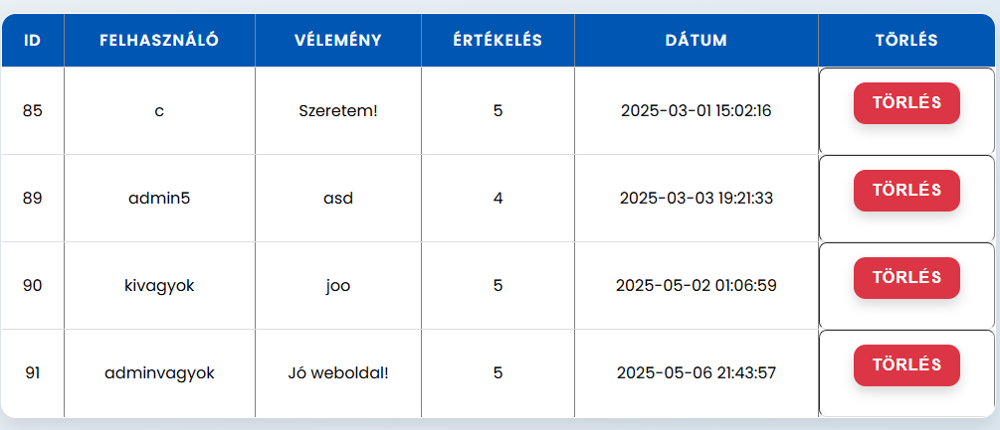 ID FELHASZNÁLÓ VÉLEMÉNY ÉRTÉKELÉS DÁTUM TÖRLÉS
85 c Szeretem! 5 2025-03-01 15:02:16 TÖRLÉS
89 admin5 asd 4 2025-03-03 19:21:33 TÖRLÉS
90 kivagyok joo 5 2025-05-02 01:06:59 TÖRLÉS
91 adminvagyok Jó weboldal! 5 2025-05-06 21:43:57 TÖRLÉS